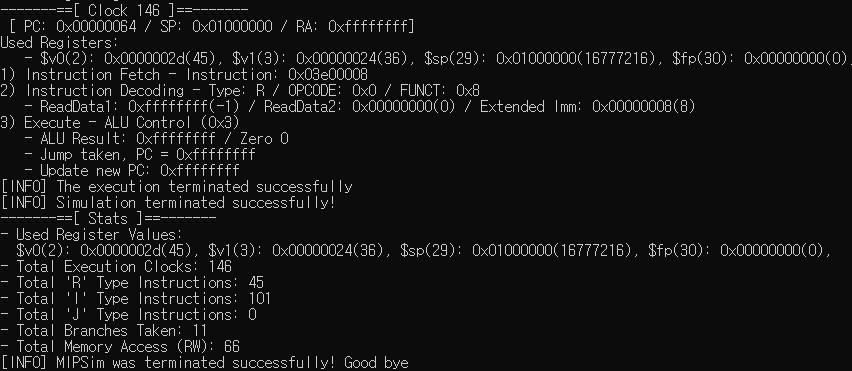 -------==[ Clock 146 ]==-------
[ PC: 0x00000064 / SP: 0x01000000 / RA: 0xffffffff]
Used Registers:
- $v0(2): 0x0000002d(45), $v1(3): 0x00000024(36), $sp(29): 0x01000000(16777216), $fp(30): 0x00000000(0),
1) Instruction Fetch - Instruction: 0x03e00008
2) Instruction Decoding - Type: R / OPCODE: 0x0 / FUNCT: 0x8
- ReadData1: 0xffffffff(-1) / ReadData2: 0x00000000(0) / Extended Imm: 0x00000008(8)
3) Execute - ALU Control (0x3)
- ALU Result: 0xffffffff / Zero 0
- Jump taken, PC = 0xffffffff
- Update new PC: 0xffffffff
[INFO] The execution terminated successfully
[INFO] Simulation terminated successfully!
-------==[ Stats ]==-------
- Used Register Values:
$v0(2): 0x0000002d(45), $v1(3): 0x00000024(36), $sp(29): 0x01000000(16777216), $fp(30): 0x00000000(0),
- Total Execution Clocks: 146
- Total 'R' Type Instructions: 45
- Total 'I' Type Instructions: 101
- Total 'J' Type Instructions: 0
- Total Branches Taken: 11
- Total Memory Access (RW): 66
[INFO] MIPSim was terminated successfully! Good bye